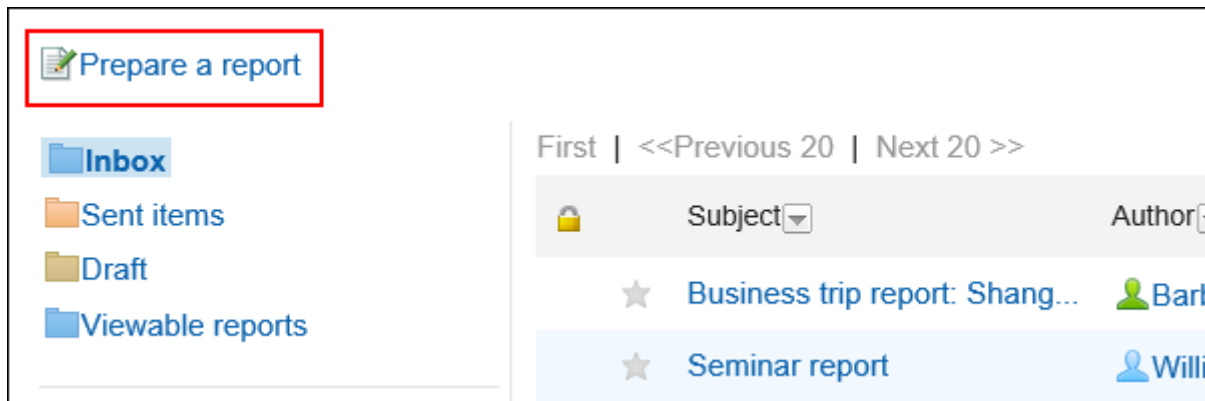 Prepare a report
Inbox
Sent items
Draft
Viewable reports
First | <<Previous 20 | Next 20 >>
Subject Author
Business trip report: Shang...
Seminar report